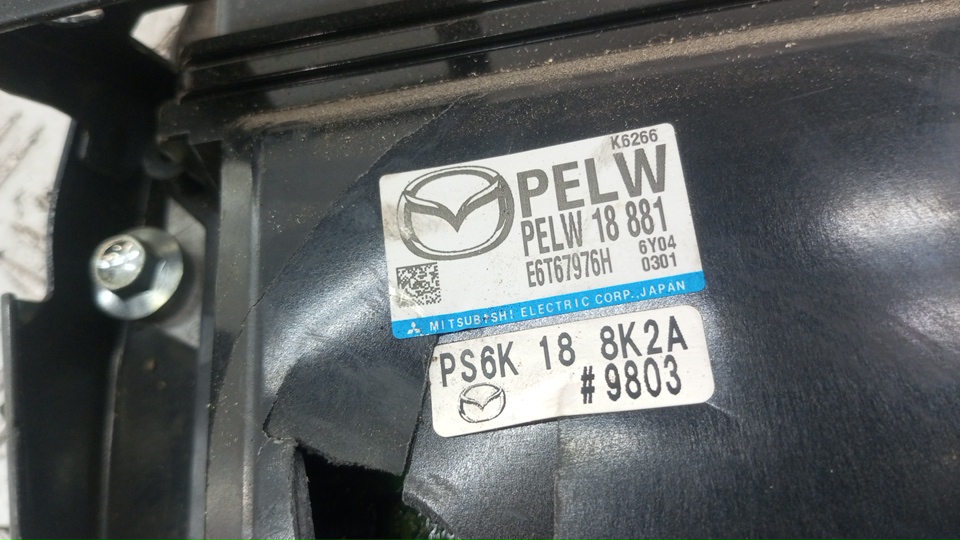 K6266
PELW
PELW 18 881
E6T67976H
6Y04
0301
MITSUBISHI ELECTRIC CORP., JAPAN
PS6K 18 8K2A
#9803